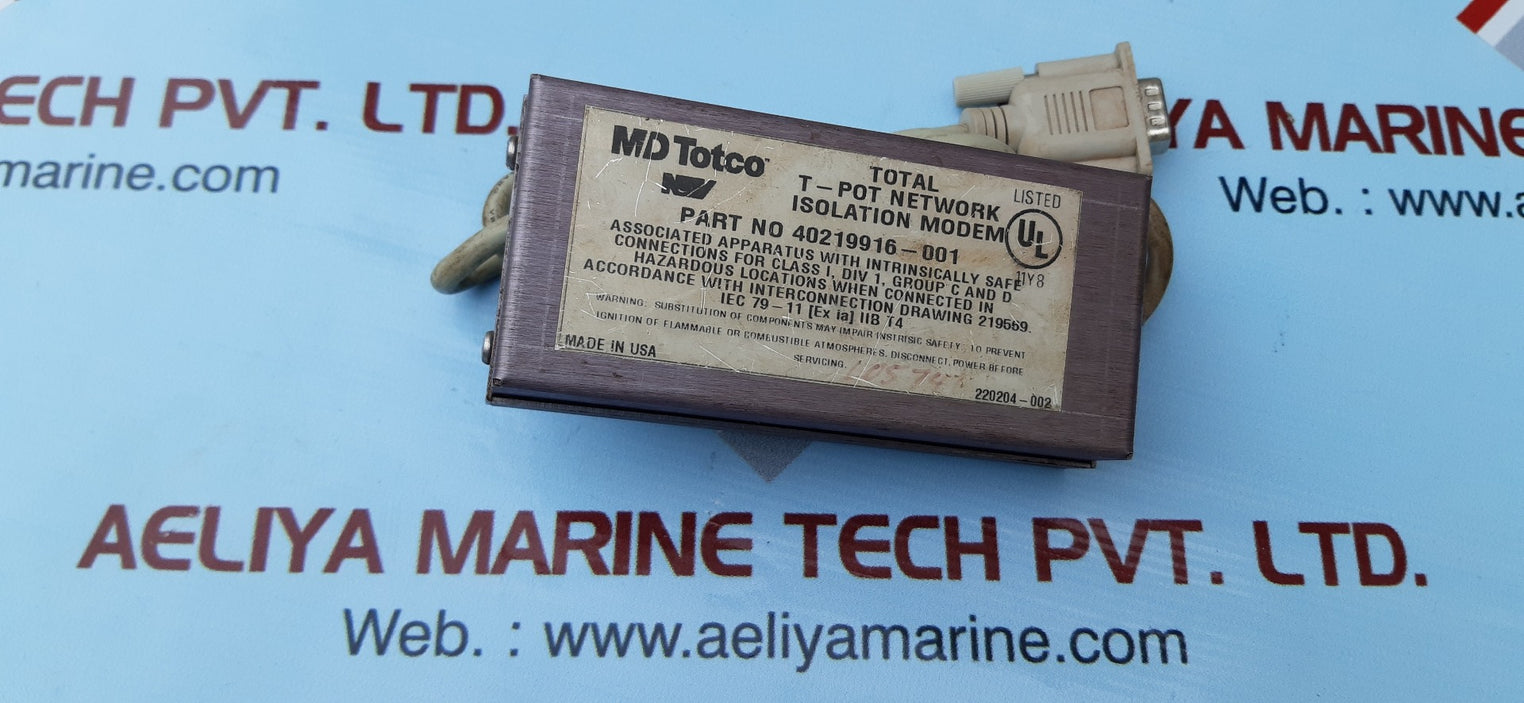 ECH PVT. LTD.
marine.com
YA MARINE
Web. : www.a
MD Totco
NOV
TOTAL
T-POT NETWORK
ISOLATION MODEM
PART NO 40219916-001
LISTED
UL
11Y8
ASSOCIATED APPARATUS WITH INTRINSICALLY SAFE
CONNECTIONS FOR CLASS I, DIV 1, GROUP C AND D
HAZARDOUS LOCATIONS WHEN CONNECTED IN
ACCORDANCE WITH INTERCONNECTION DRAWING 219569.
IEC 79-11 [Ex ia] IIB T4
WARNING: SUBSTITUTION OF COMPONENTS MAY IMPAIR INSTRISIC SAFELY. TO PREVENT
IGNITION OF FLAMMABLE OR COMBUSTIBLE ATMOSPHERES, DISCONNECT, POWER BEFORE
SERVICING.
MADE IN USA
220204-002
AELIYA MARINE TECH PVT. LTD.
Web. : www.aeliyamarine.com